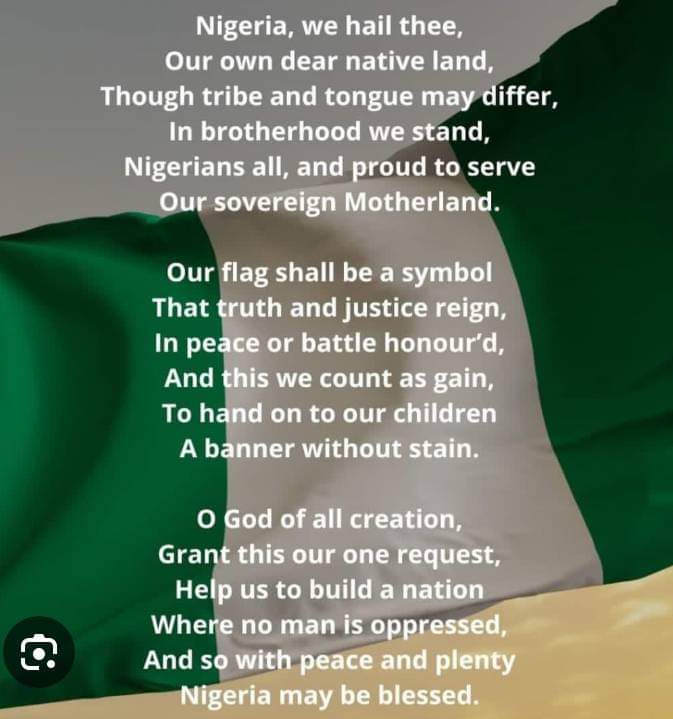 Nigeria, we hail thee,
Our own dear native land,
Though tribe and tongue may differ,
In brotherhood we stand,
Nigerians all, and proud to serve
Our sovereign Motherland.
Our flag shall be a symbol
That truth and justice reign,
In peace or battle honour'd,
And this we count as gain,
To hand on to our children
A banner without stain.
O God of all creation,
Grant this our one request,
Help us to build a nation
Where no man is oppressed,
And so with peace and plenty
Nigeria may be blessed.